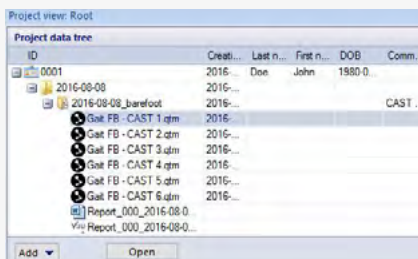 Project view: Root
Project data tree
ID Creati... Last n... First n... DOB Comm...
0001 2016-... Doe John 1980-0...
2016-08-08 2016-...
2016-08-08_barefoot 2016-... CAST ...
Gait FB - CAST 1.qtm 2016-...
Gait FB - CAST 2.qtm 2016-...
Gait FB - CAST 3.qtm 2016-...
Gait FB - CAST 4.qtm 2016-...
Gait FB - CAST 5.qtm 2016-...
Gait FB - CAST 6.qtm 2016-...
Report_000_2016-08-0...
Report_000_2016-08-0...
Add Open